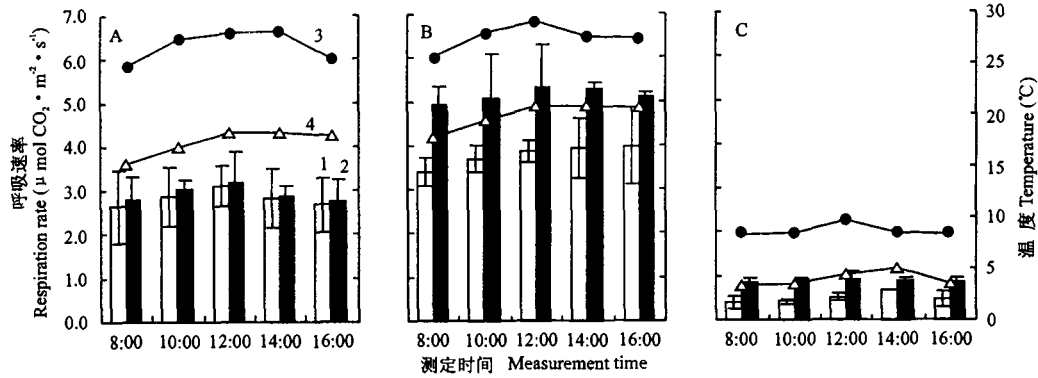 A
B
C
7.0
6.0
5.0
4.0
3.0
2.0
1.0
0.0
呼吸速率
Respiration rate (μ mol CO₂·m⁻²·s⁻¹)
3
4
1 2
30
25
20
15
10
5
0
温 度 Temperature (℃)
8:00 10:00 12:00 14:00 16:00
8:00 10:00 12:00 14:00 16:00
8:00 10:00 12:00 14:00 16:00
测定时间 Measurement time